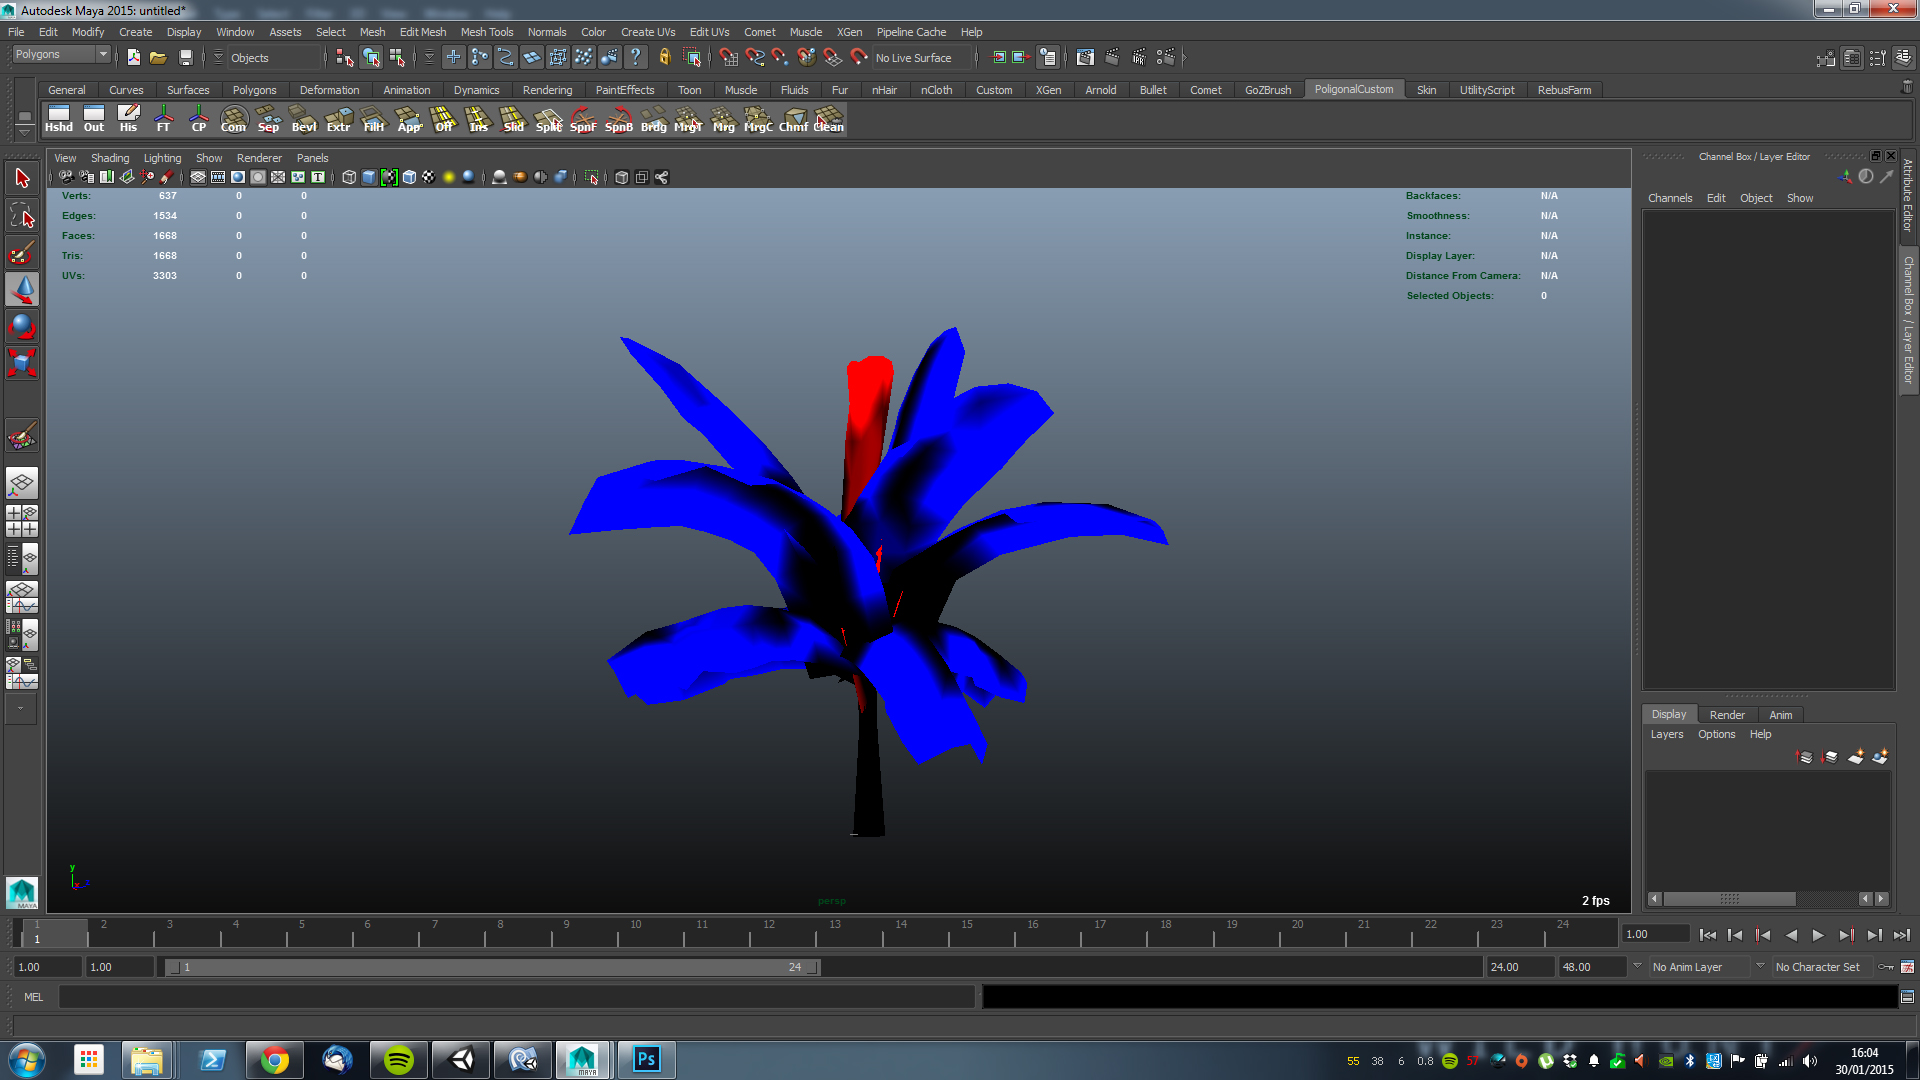 Autodesk Maya 2015: untitled*
File Edit Modify Create Display Window Assets Select Mesh Edit Mesh Mesh Tools Normals Color Create UVs Edit UVs Comet Muscle XGen Pipeline Cache Help
Polygons Objects No Live Surface
General Curves Surfaces Polygons Deformation Animation Dynamics Rendering PaintEffects Toon Muscle Fluids Fur nHair nCloth Custom XGen Arnold Bullet Comet GoZBrush PoligonalCustom Skin UtilityScript RebusFarm
Hshd Out His FT CP Com Sep Bevl Extr FilH App Off Ins Slid Split SpnF SpnB Brdg MrgT Mrg MrgC Chmf Clean
View Shading Lighting Show Renderer Panels
Channel Box / Layer Editor
Channels Edit Object Show
Attribute Editor
Channel Box / Layer Editor
Verts: 637 0 0
Edges: 1534 0 0
Faces: 1668 0 0
Tris: 1668 0 0
UVs: 3303 0 0
Backfaces: N/A
Smoothness: N/A
Instance: N/A
Display Layer: N/A
Distance From Camera: N/A
Selected Objects: 0
Display Render Anim
Layers Options Help
y
x
z
persp
2 fps
MAYA
1 2 3 4 5 6 7 8 9 10 11 12 13 14 15 16 17 18 19 20 21 22 23 24
1
1.00
1.00 1.00 1 24 24.00 48.00 No Anim Layer No Character Set
MEL
MAYA
Ps
55 38 6 0.8 57
16:04
30/01/2015